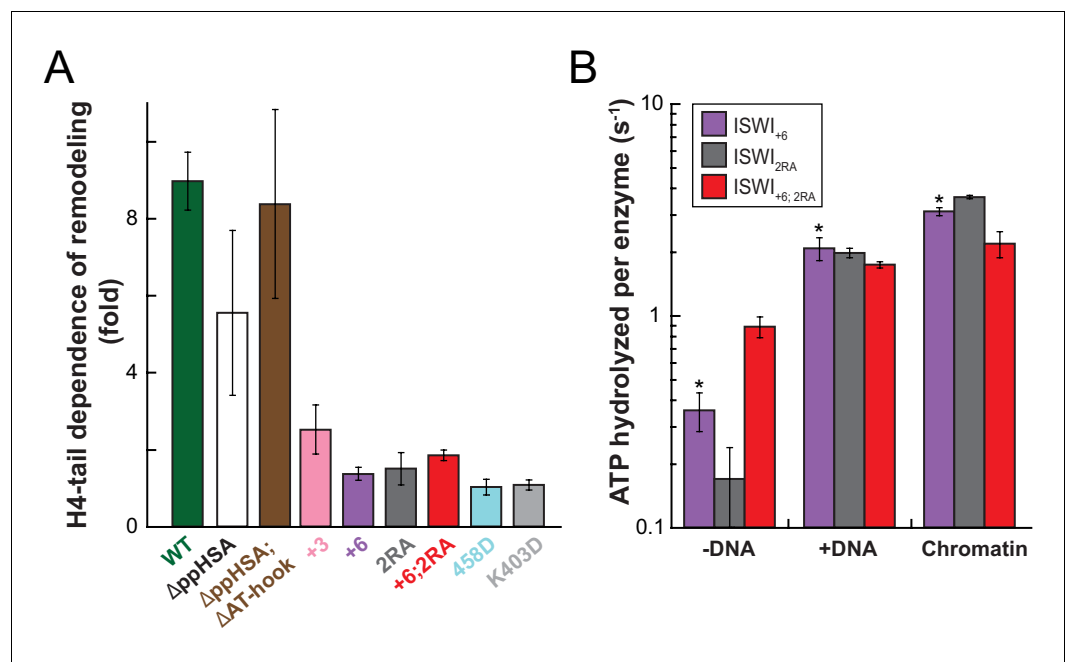 A
H4-tail dependence of remodeling
(fold)
8
4
0
WT
ΔppHSA
ΔppHSA;
ΔAT-hook
+3
+6
2RA
+6;2RA
458D
K403D
B
ATP hydrolyzed per enzyme (s-1)
10
1
0.1
ISWI+6
ISWI2RA
ISWI+6; 2RA
*
*
*
-DNA
+DNA
Chromatin